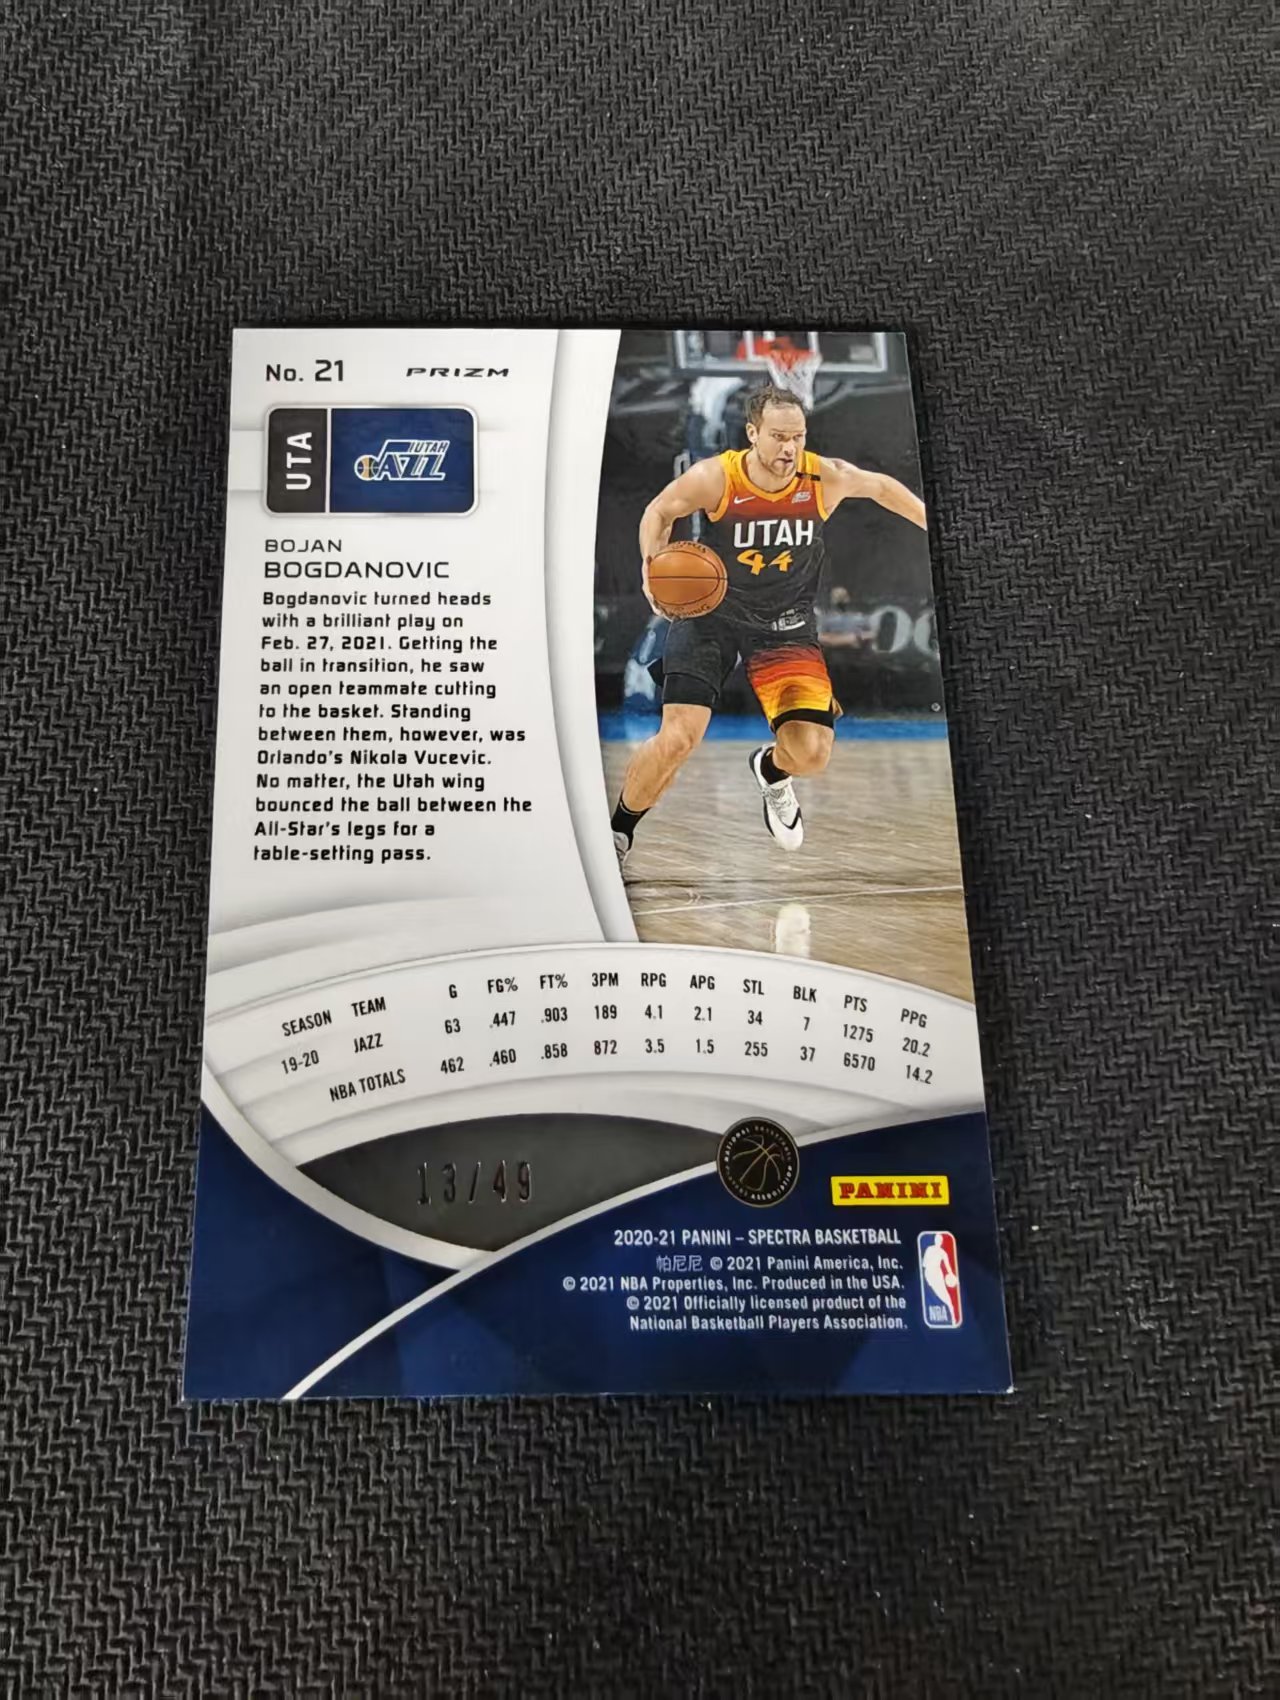 No. 21 PRIZM
UTA
UTAH
JAZZ
BOJAN
BOGDANOVIC
Bogdanovic turned heads
with a brilliant play on
Feb. 27, 2021. Getting the
ball in transition, he saw
an open teammate cutting
to the basket. Standing
between them, however, was
Orlando's Nikola Vucevic.
No matter, the Utah wing
bounced the ball between the
All-Star's legs for a
table-setting pass.
UTAH
44
SEASON TEAM G FG% FT% 3PM RPG APG STL BLK PTS PPG
19-20 JAZZ 63 .447 .903 189 4.1 2.1 34 7 1275 20.2
NBA TOTALS 462 .460 .858 872 3.5 1.5 255 37 6570 14.2
13/49
PANINI
2020-21 PANINI – SPECTRA BASKETBALL
帕尼尼 © 2021 Panini America, Inc.
© 2021 NBA Properties, Inc. Produced in the USA.
© 2021 Officially licensed product of the
National Basketball Players Association.
NBA